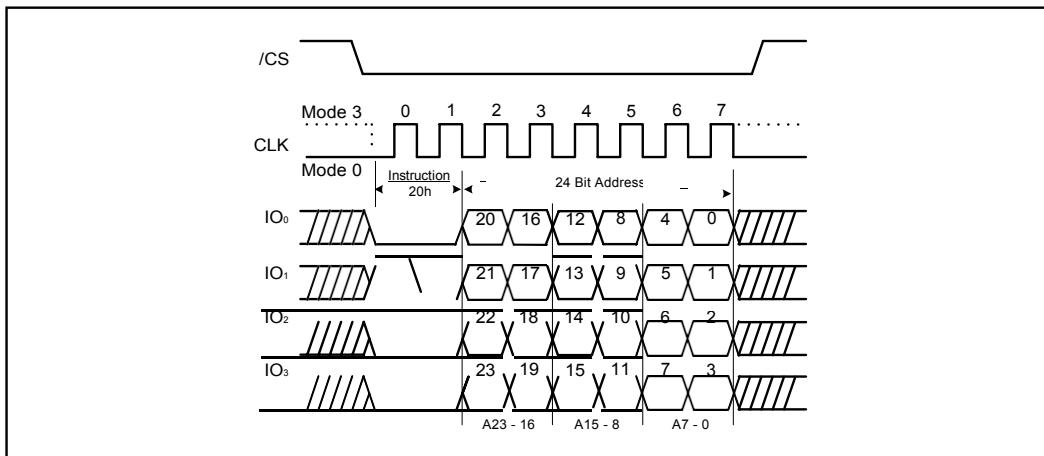 /CS
Mode 3 0 1 2 3 4 5 6 7
CLK
Mode 0
Instruction 24 Bit Address
20h
IO0 20 16 12 8 4 0
IO1 21 17 13 9 5 1
IO2 22 18 14 10 6 2
IO3 23 19 15 11 7 3
A23 - 16 A15 - 8 A7 - 0